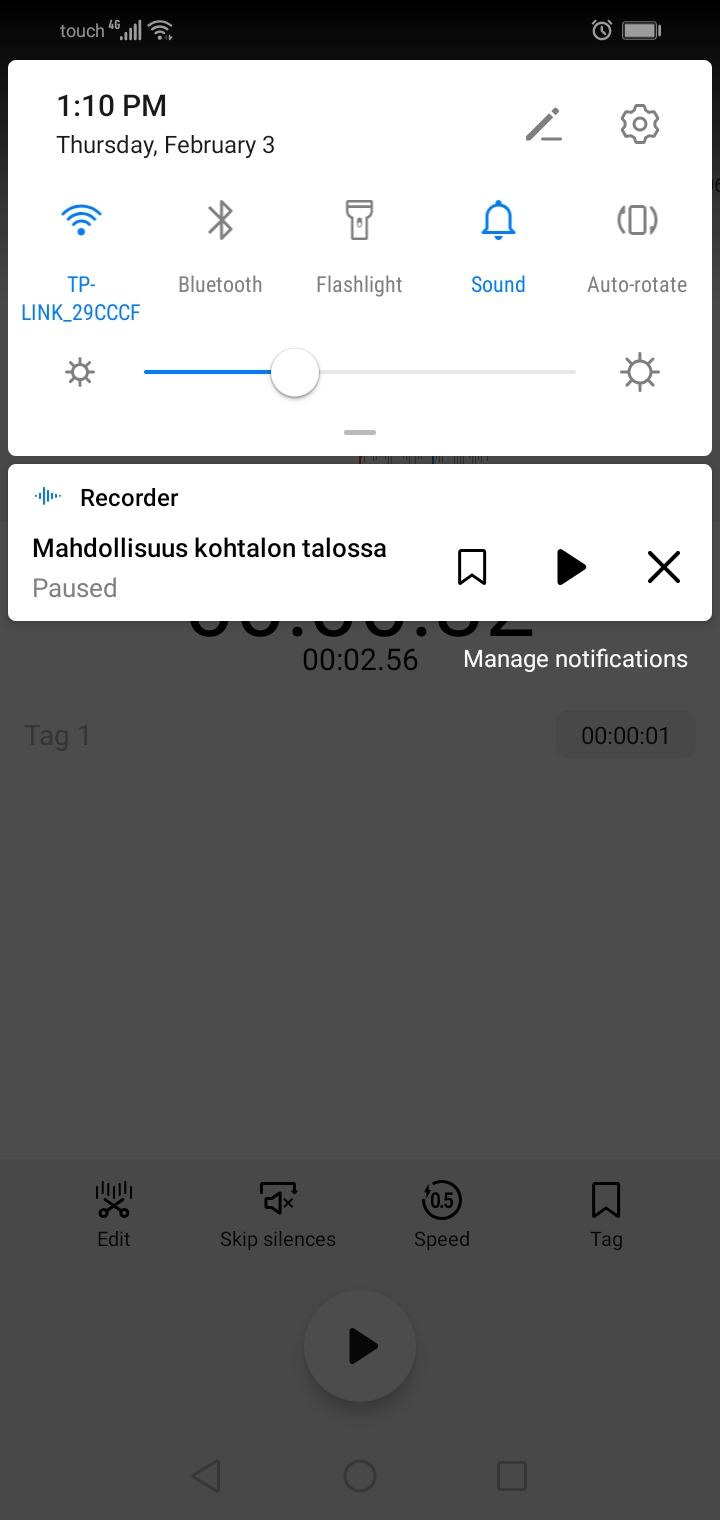 touch 4G
1:10 PM
Thursday, February 3
TP-
LINK_29CCCF
Bluetooth
Flashlight
Sound
Auto-rotate
Recorder
Mahdollisuus kohtalon talossa
Paused
00:02.56
Manage notifications
Tag 1
00:00:01
Edit
Skip silences
0.5
Speed
Tag